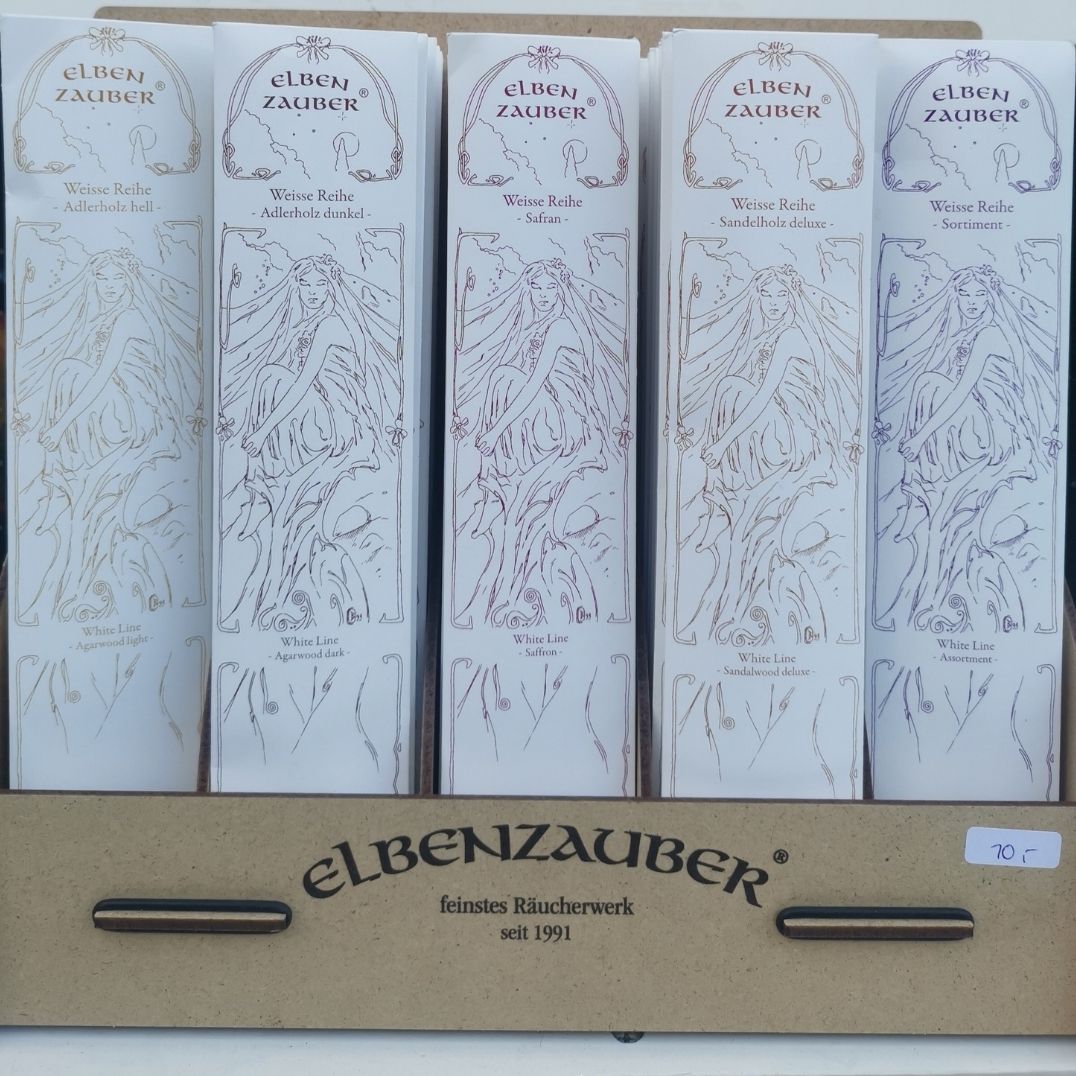 ELBEN
ZAUBER®
Weisse Reihe
- Adlerholz hell -
White Line
- Agarwood light -
ELBEN
ZAUBER®
Weisse Reihe
- Adlerholz dunkel -
White Line
- Agarwood dark -
ELBEN
ZAUBER®
Weisse Reihe
- Safran -
White Line
- Saffron -
ELBEN
ZAUBER®
Weisse Reihe
- Sandelholz deluxe -
White Line
- Sandalwood deluxe -
ELBEN
ZAUBER®
Weisse Reihe
- Sortiment -
White Line
- Assortment -
ELBENZAUBER®
feinstes Räucherwerk
seit 1991
10,-